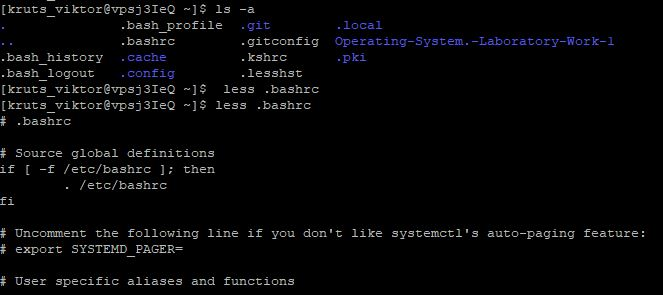 [kruts_viktor@vpsj3IeQ ~]$ ls -a
. .bash_profile .git .local
.. .bashrc .gitconfig Operating-System.-Laboratory-Work-1
.bash_history .cache .kshrc .pki
.bash_logout .config .lesshst
[kruts_viktor@vpsj3IeQ ~]$  less .bashrc
[kruts_viktor@vpsj3IeQ ~]$ less .bashrc
# .bashrc

# Source global definitions
if [ -f /etc/bashrc ]; then
        . /etc/bashrc
fi

# Uncomment the following line if you don't like systemctl's auto-paging feature:
# export SYSTEMD_PAGER=

# User specific aliases and functions